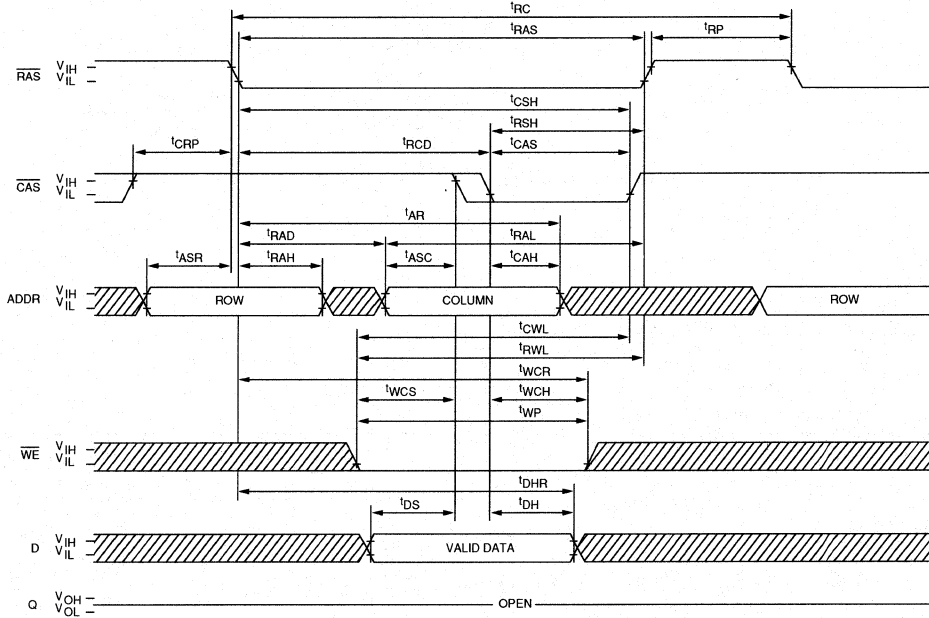 tRC
tRAS
tRP
RAS VIH VIL
tCSH
tRSH
tCRP
tRCD
tCAS
CAS VIH VIL
tAR
tRAD
tRAL
tASR
tRAH
tASC
tCAH
ADDR VIH VIL
ROW
COLUMN
ROW
tCWL
tRWL
tWCR
tWCS
tWCH
tWP
WE VIH VIL
tDHR
tDS
tDH
D VIH VIL
VALID DATA
Q VOH VOL
OPEN